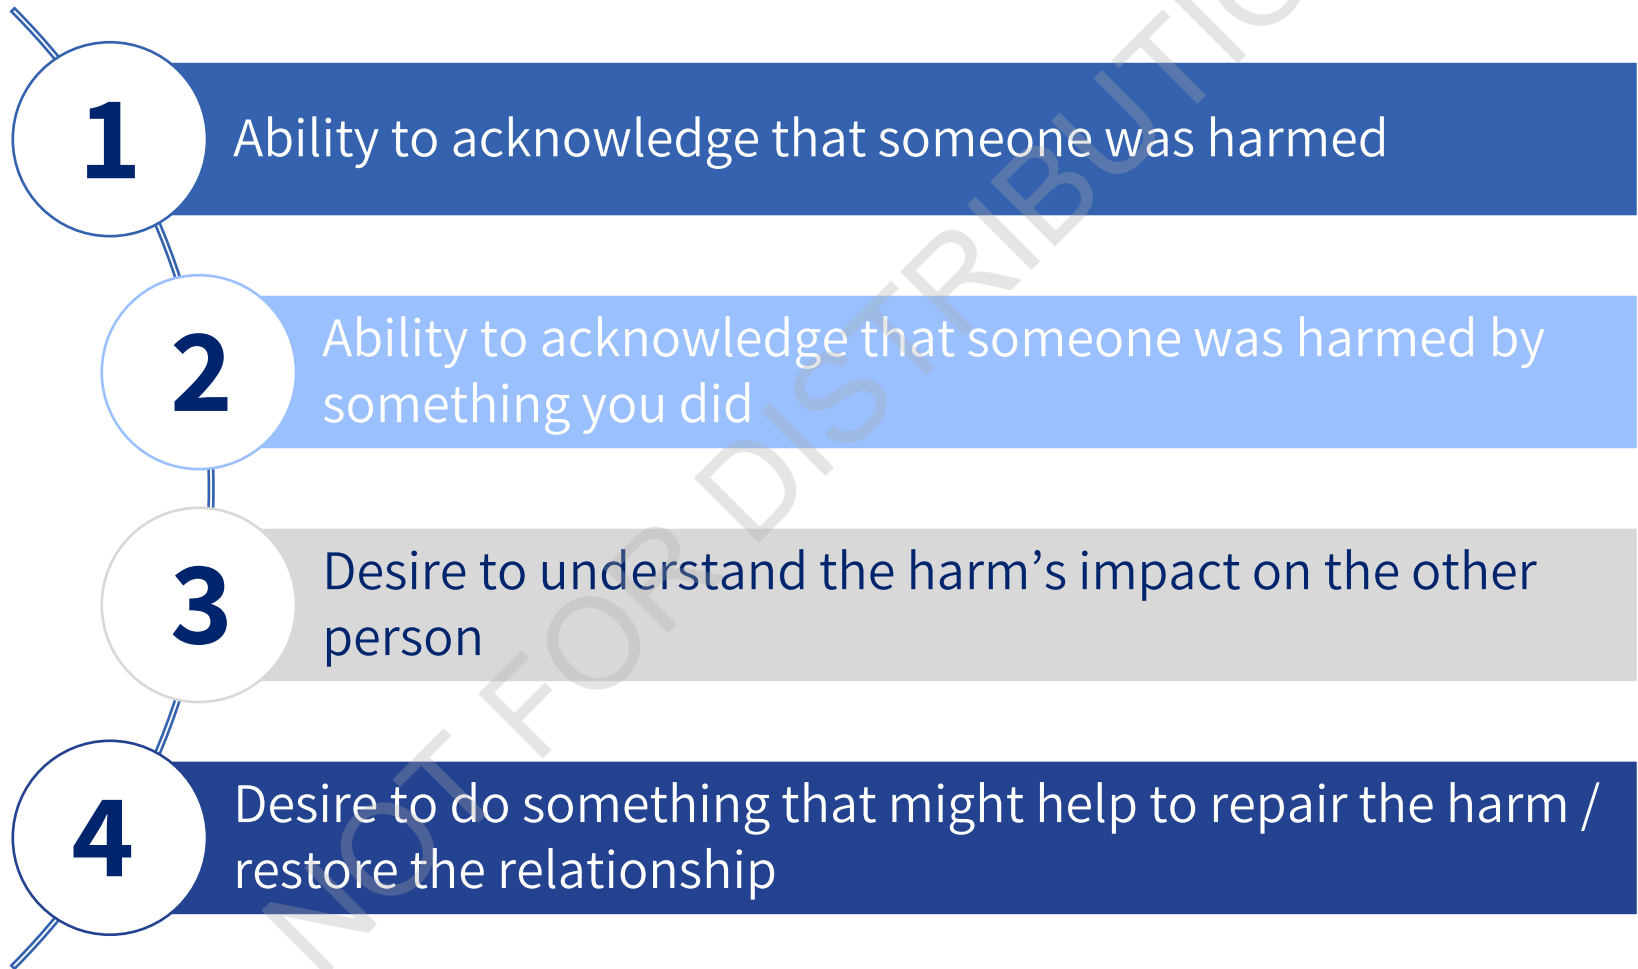 1
Ability to acknowledge that someone was harmed
2
Ability to acknowledge that someone was harmed by
something you did
3
Desire to understand the harm’s impact on the other
person
4
Desire to do something that might help to repair the harm /
restore the relationship
NOT FOR DISTRIBUTIO